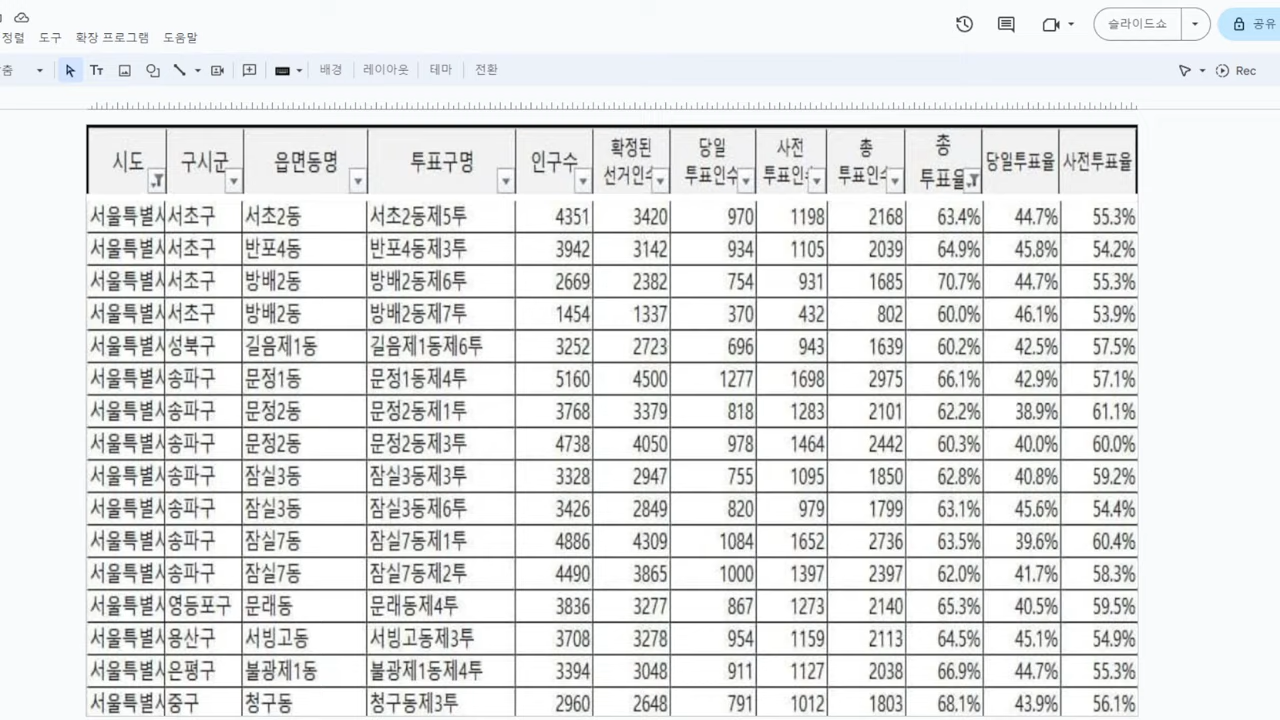 정렬 도구 확장 프로그램 도움말
슬라이드쇼
공유
춤
Tт
배경 레이아웃 테마 전환
Rec
시도 구시군 읍면동명 투표구명 인구수 확정된 선거인수 당일 투표인수 사전 투표인수 총 투표인수 총 투표율 당일투표율 사전투표율
서울특별시 서초구 서초2동 서초2동제5투 4351 3420 970 1198 2168 63.4% 44.7% 55.3%
서울특별시 서초구 반포4동 반포4동제3투 3942 3142 934 1105 2039 64.9% 45.8% 54.2%
서울특별시 서초구 방배2동 방배2동제6투 2669 2382 754 931 1685 70.7% 44.7% 55.3%
서울특별시 서초구 방배2동 방배2동제7투 1454 1337 370 432 802 60.0% 46.1% 53.9%
서울특별시 성북구 길음제1동 길음제1동제6투 3252 2723 696 943 1639 60.2% 42.5% 57.5%
서울특별시 송파구 문정1동 문정1동제4투 5160 4500 1277 1698 2975 66.1% 42.9% 57.1%
서울특별시 송파구 문정2동 문정2동제1투 3768 3379 818 1283 2101 62.2% 38.9% 61.1%
서울특별시 송파구 문정2동 문정2동제3투 4738 4050 978 1464 2442 60.3% 40.0% 60.0%
서울특별시 송파구 잠실3동 잠실3동제3투 3328 2947 755 1095 1850 62.8% 40.8% 59.2%
서울특별시 송파구 잠실3동 잠실3동제6투 3426 2849 820 979 1799 63.1% 45.6% 54.4%
서울특별시 송파구 잠실7동 잠실7동제1투 4886 4309 1084 1652 2736 63.5% 39.6% 60.4%
서울특별시 송파구 잠실7동 잠실7동제2투 4490 3865 1000 1397 2397 62.0% 41.7% 58.3%
서울특별시 영등포구 문래동 문래동제4투 3836 3277 867 1273 2140 65.3% 40.5% 59.5%
서울특별시 용산구 서빙고동 서빙고동제3투 3708 3278 954 1159 2113 64.5% 45.1% 54.9%
서울특별시 은평구 불광제1동 불광제1동제4투 3394 3048 911 1127 2038 66.9% 44.7% 55.3%
서울특별시 중구 청구동 청구동제3투 2960 2648 791 1012 1803 68.1% 43.9% 56.1%